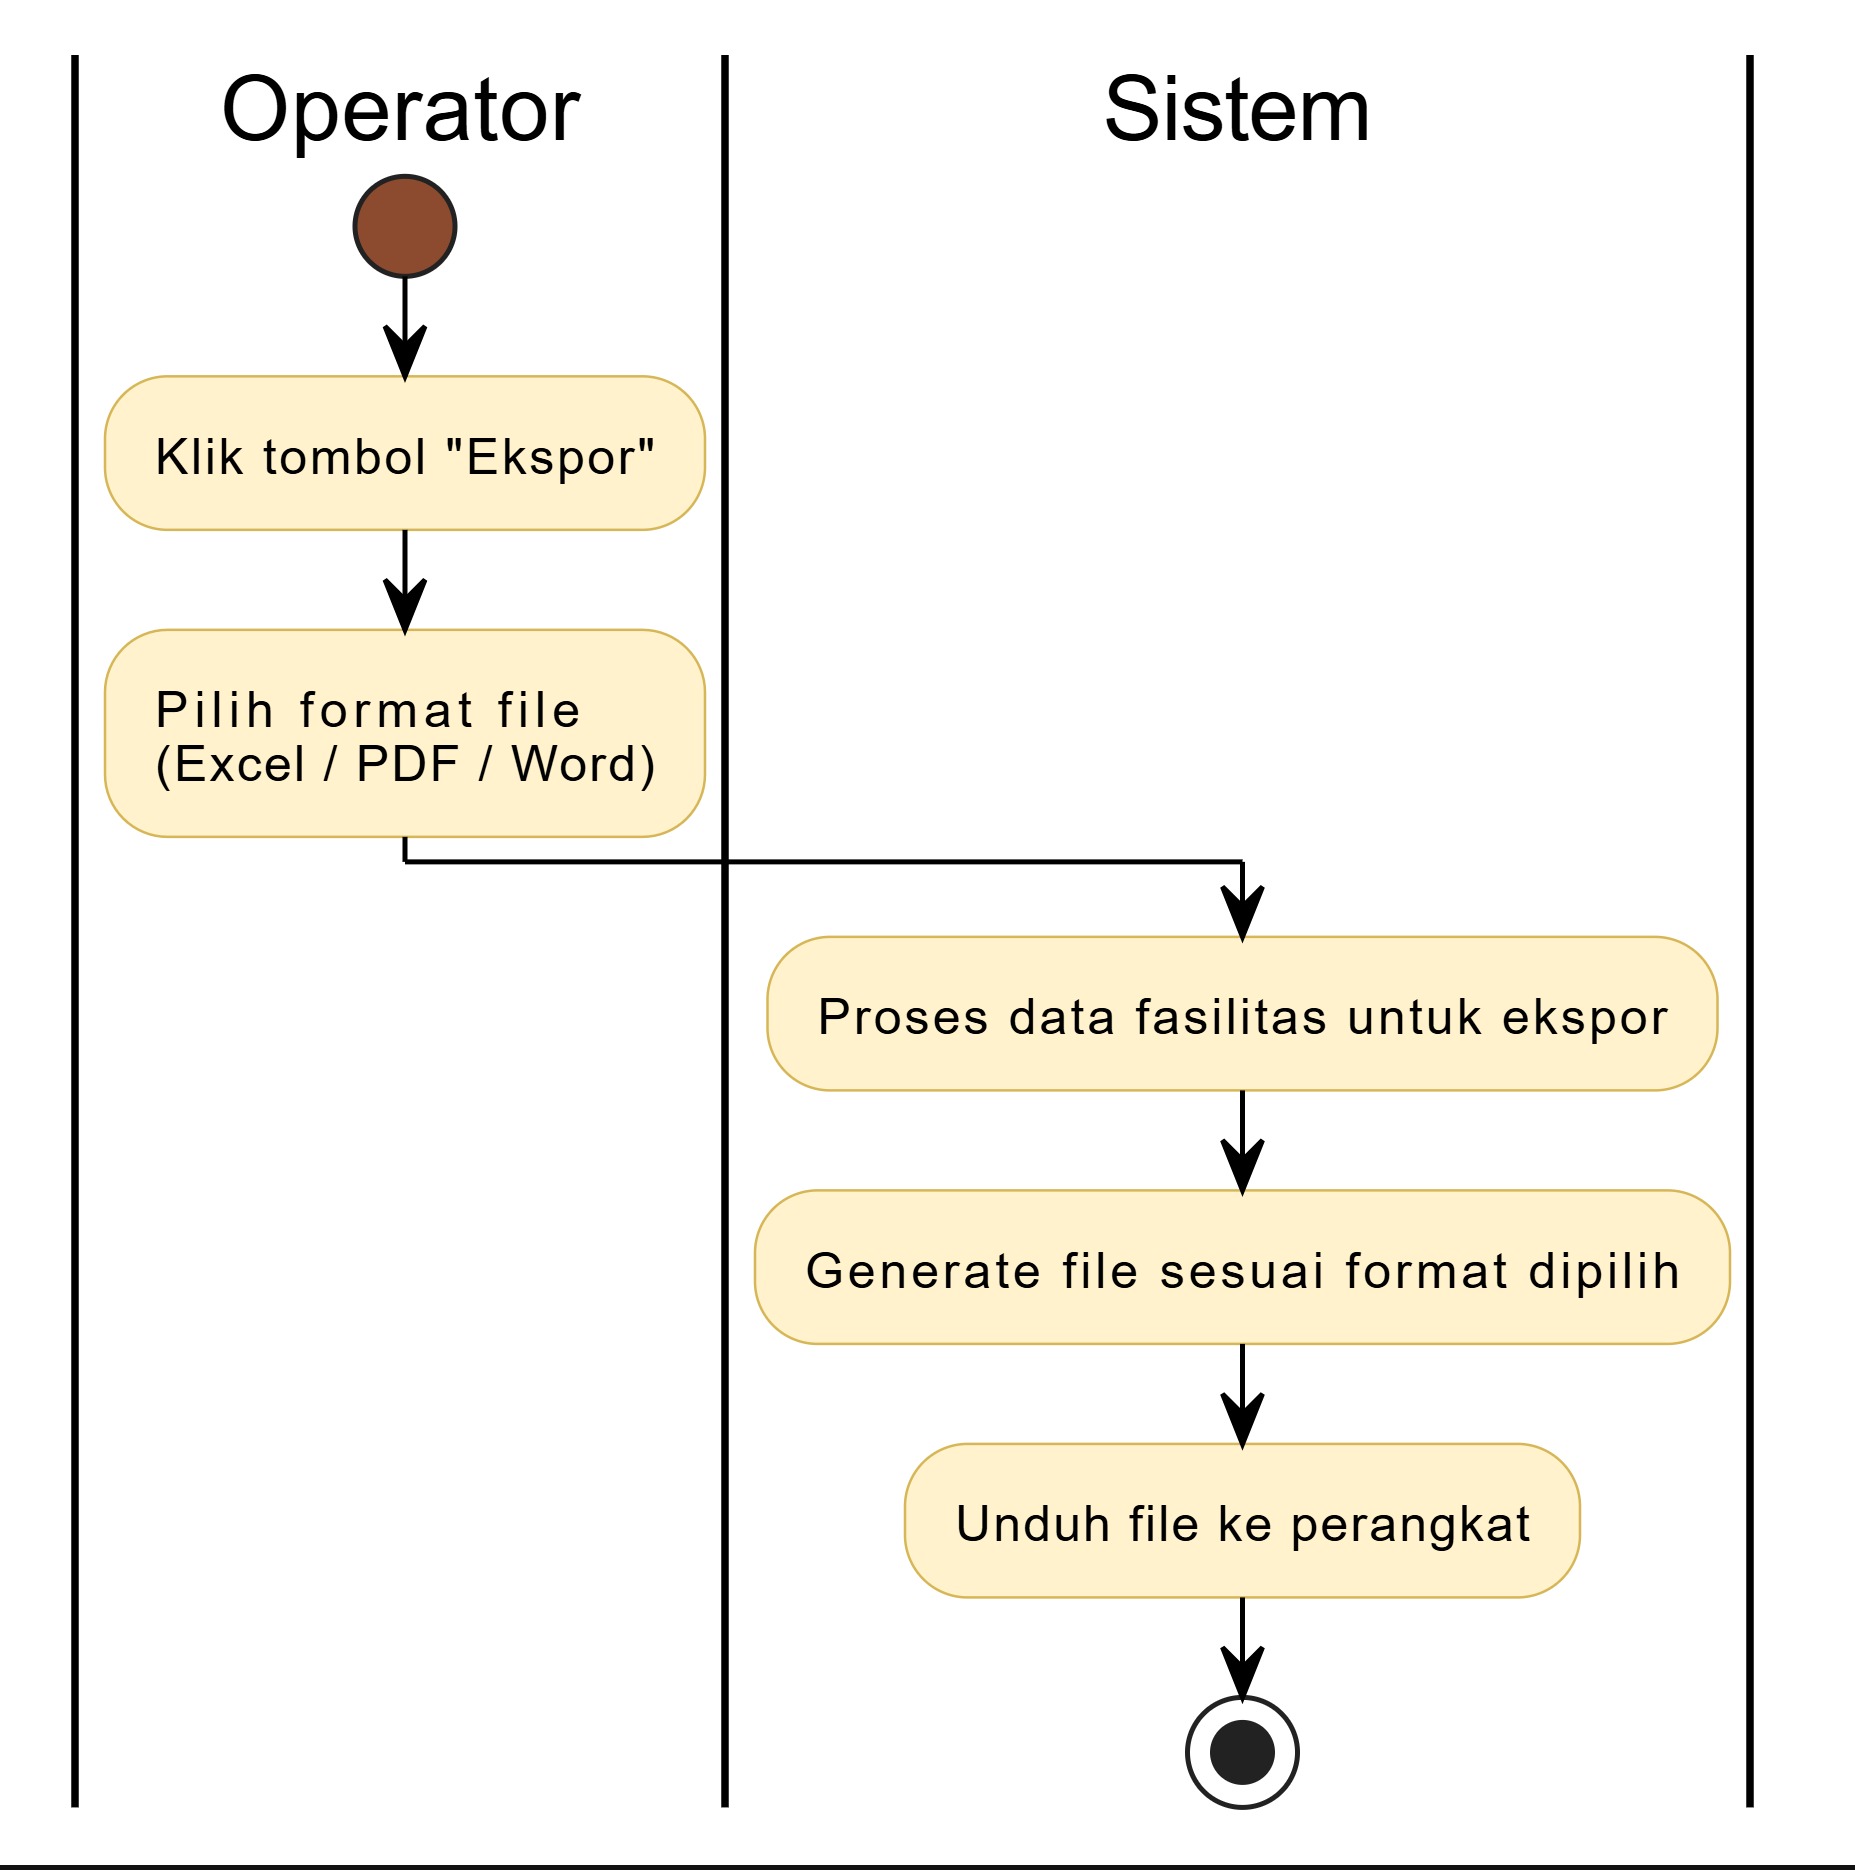 Operator
Sistem
Klik tombol "Ekspor"
Pilih format file
(Excel / PDF / Word)
Proses data fasilitas untuk ekspor
Generate file sesuai format dipilih
Unduh file ke perangkat